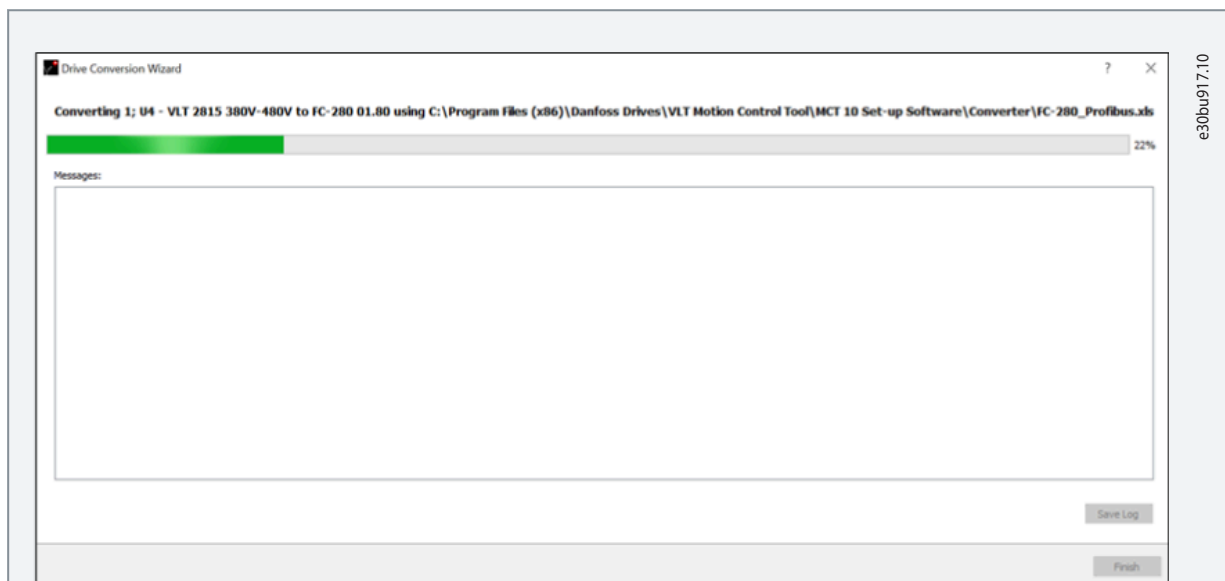 Drive Conversion Wizard
? ×
Converting 1; U4 - VLT 2815 380V-480V to FC-280 01.80 using C:\Program Files (x86)\Danfoss Drives\VLT Motion Control Tool\MCT 10 Set-up Software\Converter\FC-280_Profibus.xls
22%
Messages:
Save Log
Finish
e30bu917.10